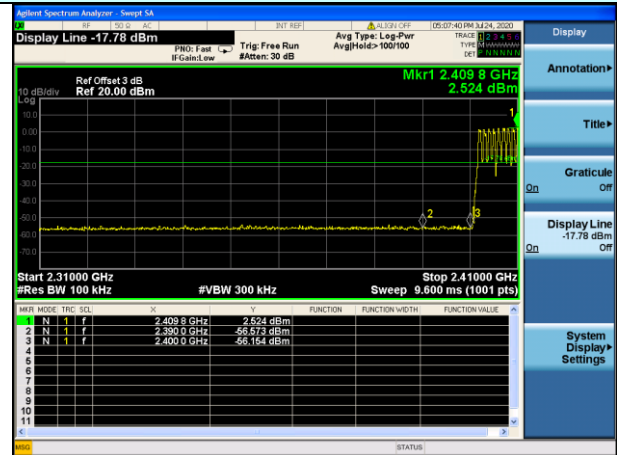 Agilent Spectrum Analyzer - Swept SA
RF 50 Ω AC INT REF ALIGN OFF 05:07:40 PM Jul 24, 2020
Display Line -17.78 dBm
PNO: Fast Trig: Free Run Avg Type: Log-Pwr TRACE 1 2 3 4 5 6
IFGain:Low #Atten: 30 dB Avg|Hold:>100/100 TYPE M
DET P N N N N N
Display
Annotation
Title
Graticule
On Off
Display Line
-17.78 dBm
On Off
System
Display
Settings
Mkr1 2.409 8 GHz
2.524 dBm
Ref Offset 3 dB
10 dB/div Ref 20.00 dBm
Log
10.0
0.00
-10.0
-20.0
-30.0
-40.0
-50.0
-60.0
-70.0
1
2
3
Start 2.31000 GHz Stop 2.41000 GHz
#Res BW 100 kHz #VBW 300 kHz Sweep 9.600 ms (1001 pts)
MKR MODE TRC SCL X Y FUNCTION FUNCTION WIDTH FUNCTION VALUE
1 N 1 f 2.409 8 GHz 2.524 dBm
2 N 1 f 2.390 0 GHz -56.573 dBm
3 N 1 f 2.400 0 GHz -56.154 dBm
4
5
6
7
8
9
10
11
MSG STATUS